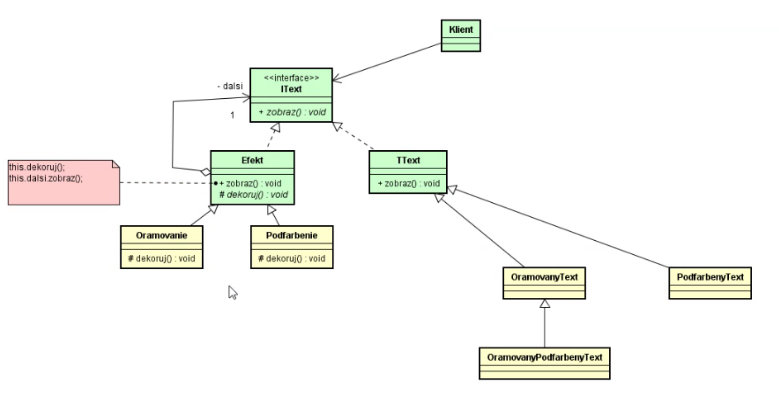 Klient
<<interface>>
IText
+ zobraz() : void
- dalsi
1
Efekt
+ zobraz() : void
# dekoruj() : void
TText
+ zobraz() : void
this.dekoruj();
this.dalsi.zobraz();
Oramovanie
# dekoruj() : void
Podfarbenie
# dekoruj() : void
OramovanyText
PodfarbenyText
OramovanyPodfarbenyText